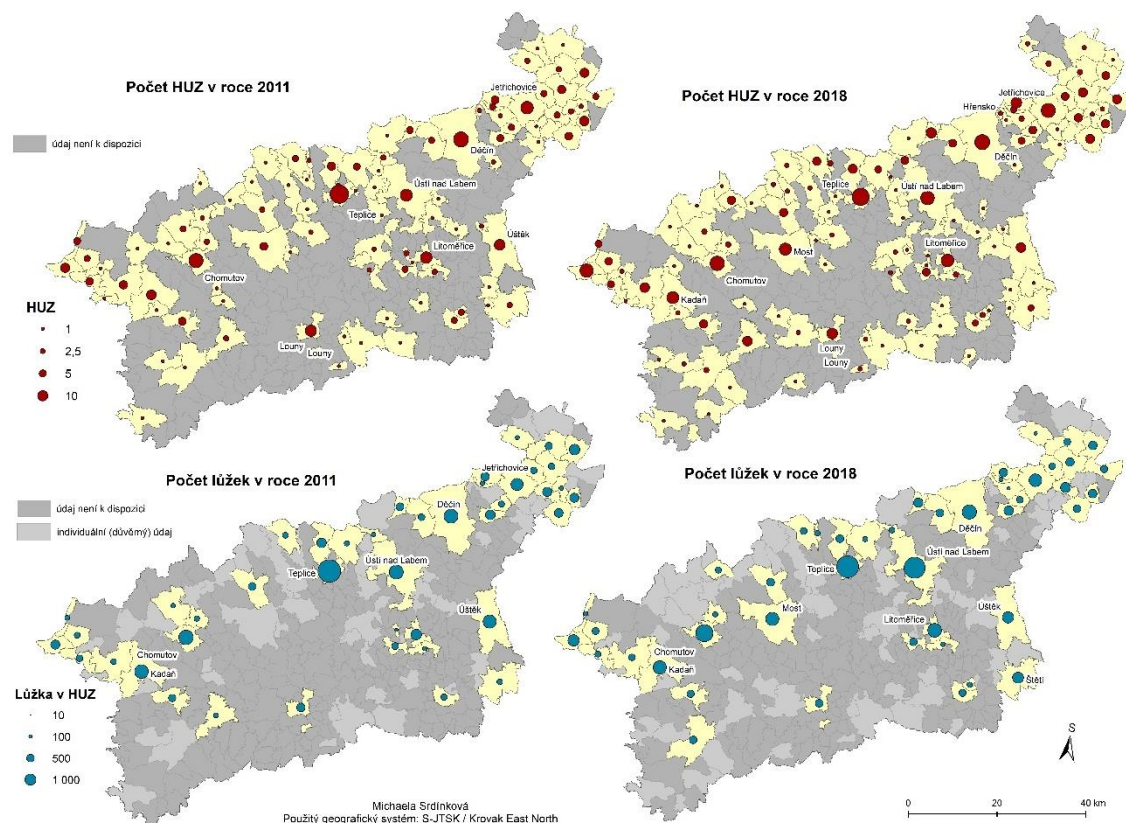 Počet HUZ v roce 2011
údaj není k dispozici
Jetřichovice
Děčín
Ústí nad Labem
Teplice
Úštěk
Litoměřice
Chomutov
Louny
Louny
HUZ
1
2,5
5
10
Počet HUZ v roce 2018
Jetřichovice
Hřensko
Děčín
Teplice
Ústí nad Labem
Litoměřice
Most
Chomutov
Kadaň
Louny
Louny
Počet lůžek v roce 2011
údaj není k dispozici
individuální (důvěrný) údaj
Jetřichovice
Děčín
Ústí nad Labem
Teplice
Úštěk
Chomutov
Kadaň
Lůžka v HUZ
10
100
500
1 000
Počet lůžek v roce 2018
Děčín
Ústí nad Labem
Teplice
Úštěk
Most
Litoměřice
Chomutov
Kadaň
Štětí
S
Michaela Srdínková
Použitý geografický systém: S-JTSK / Krovak East North
0 20 40 km